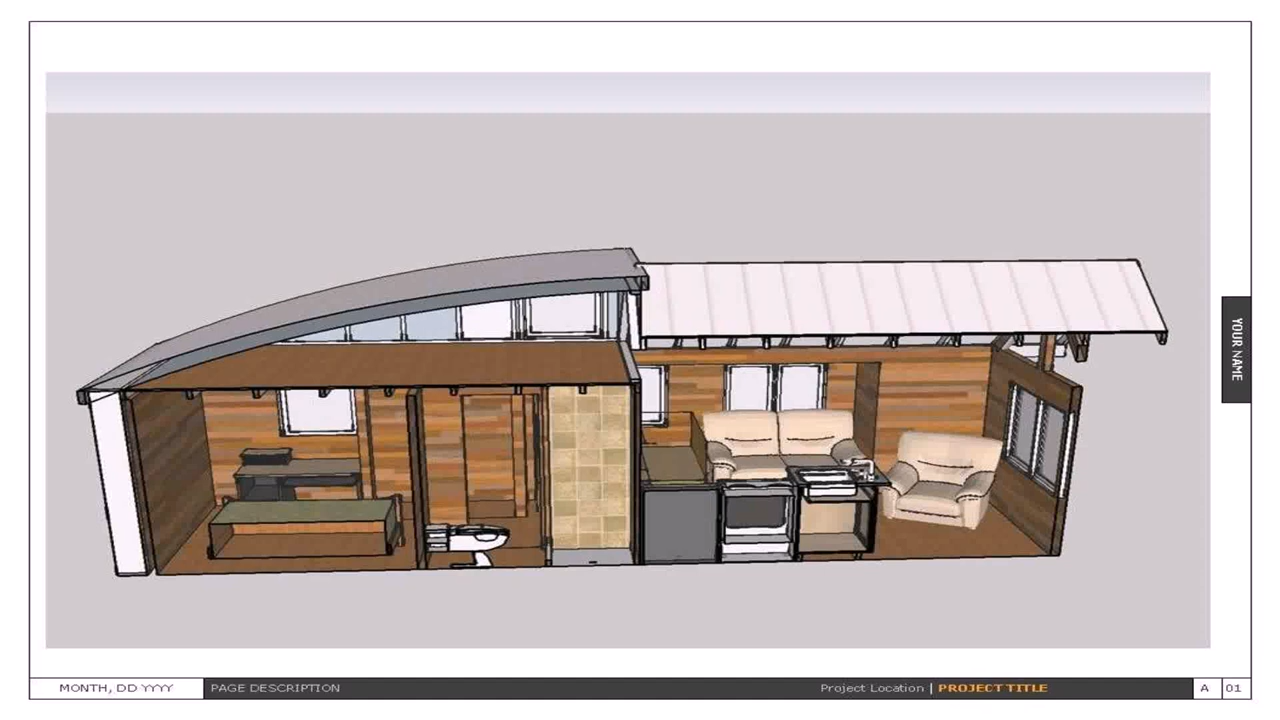 YOUR NAME
MONTH, DD YYYY
PAGE DESCRIPTION
Project Location | PROJECT TITLE
A
01